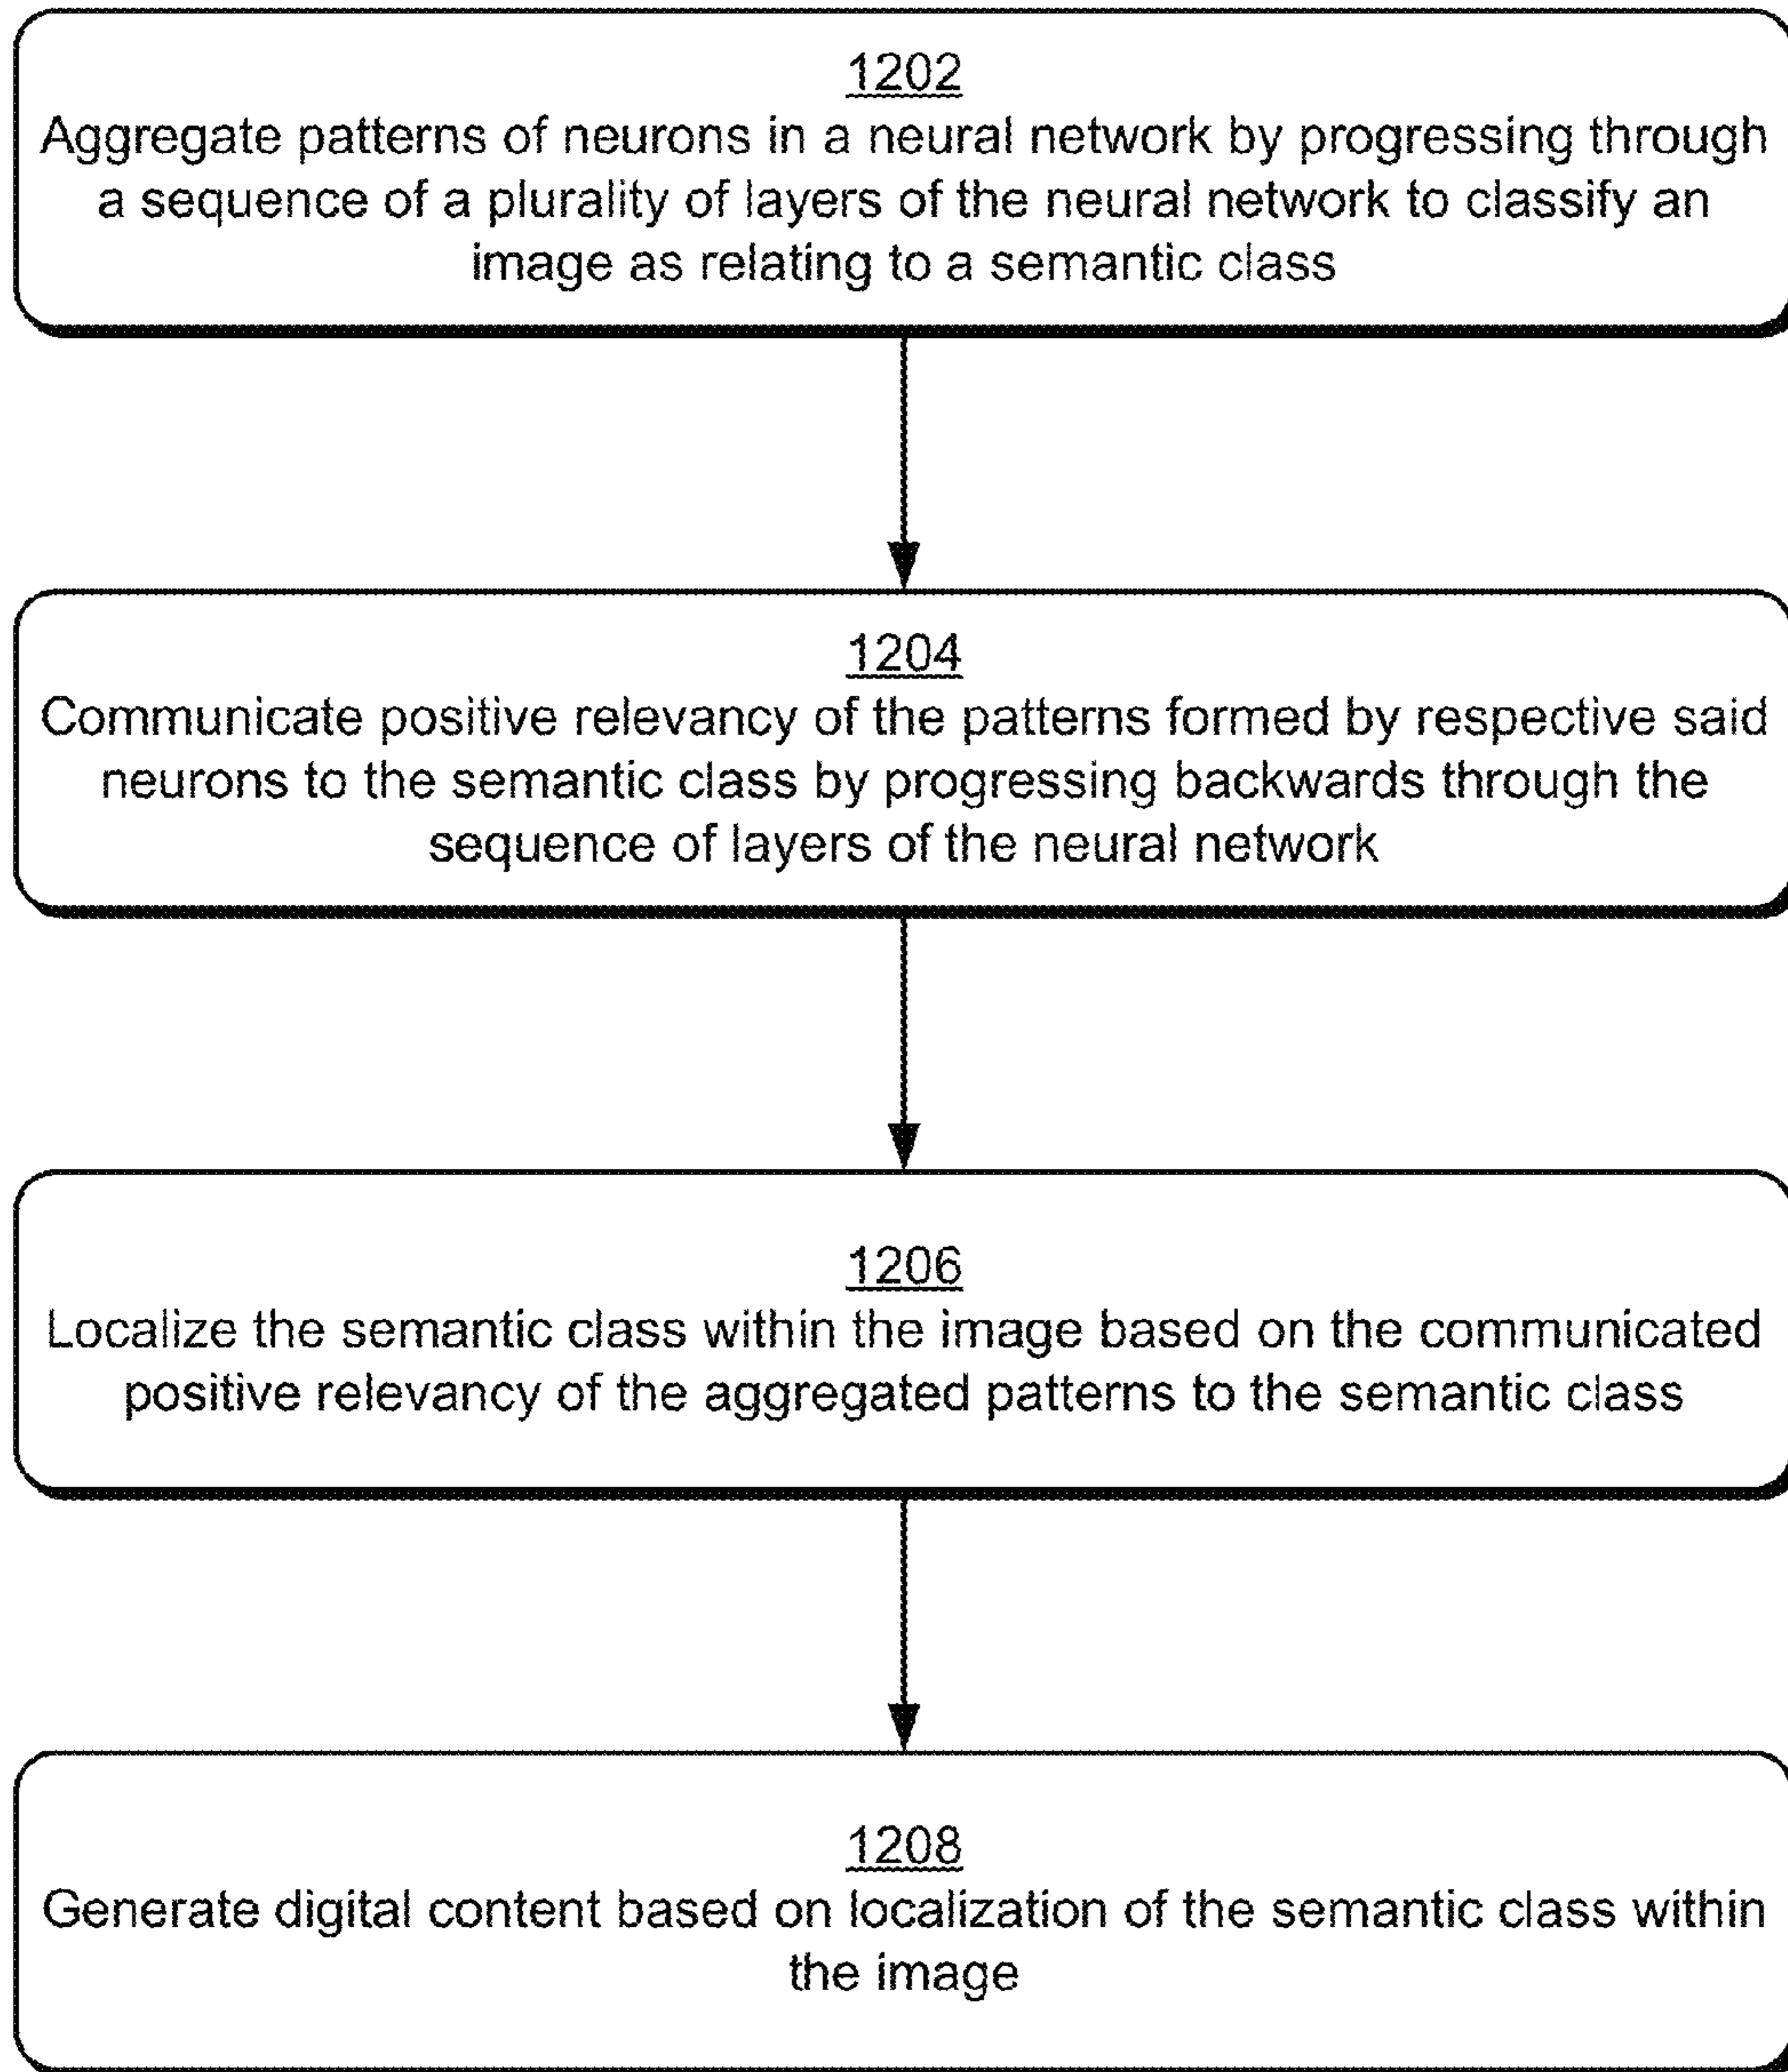 1202
Aggregate patterns of neurons in a neural network by progressing through
a sequence of a plurality of layers of the neural network to classify an
image as relating to a semantic class
1204
Communicate positive relevancy of the patterns formed by respective said
neurons to the semantic class by progressing backwards through the
sequence of layers of the neural network
1206
Localize the semantic class within the image based on the communicated
positive relevancy of the aggregated patterns to the semantic class
1208
Generate digital content based on localization of the semantic class within
the image